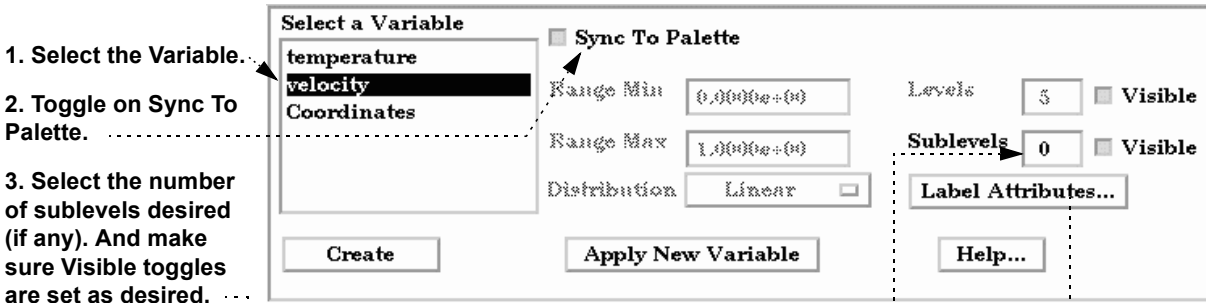 1. Select the Variable.
2. Toggle on Sync To
Palette.
3. Select the number
of sublevels desired
(if any). And make
sure Visible toggles
are set as desired.
Select a Variable
temperature
velocity
Coordinates
Sync To Palette
Range Min 0.0000e+00
Levels 5 Visible
Range Max 1.0000e+00
Sublevels 0 Visible
Distribution Linear
Label Attributes...
Create
Apply New Variable
Help...